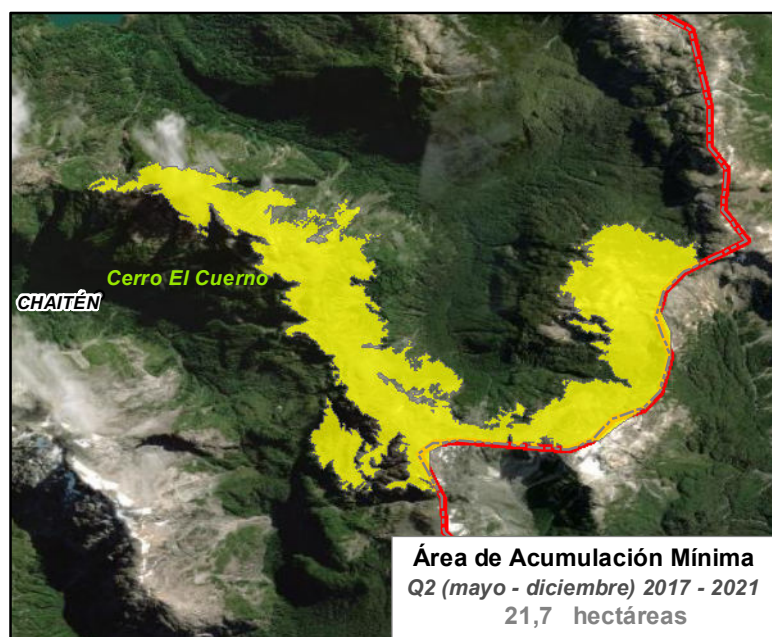 Cerro El Cuerno
CHAITÉN
Área de Acumulación Mínima
Q2 (mayo - diciembre) 2017 - 2021
21,7 hectáreas